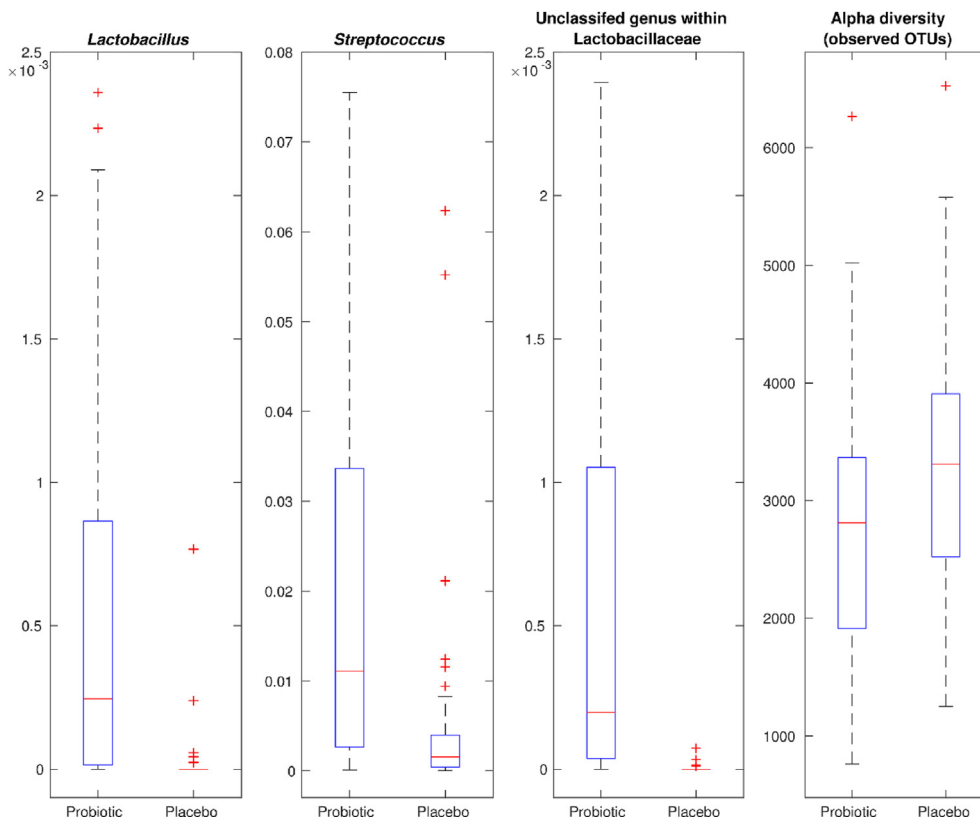 Lactobacillus
2.5
×10⁻³
2
1.5
1
0.5
0
Probiotic Placebo
Streptococcus
0.08
0.07
0.06
0.05
0.04
0.03
0.02
0.01
0
Probiotic Placebo
Unclassifed genus within
Lactobacillaceae
2.5
×10⁻³
2
1.5
1
0.5
0
Probiotic Placebo
Alpha diversity
(observed OTUs)
6000
5000
4000
3000
2000
1000
Probiotic Placebo